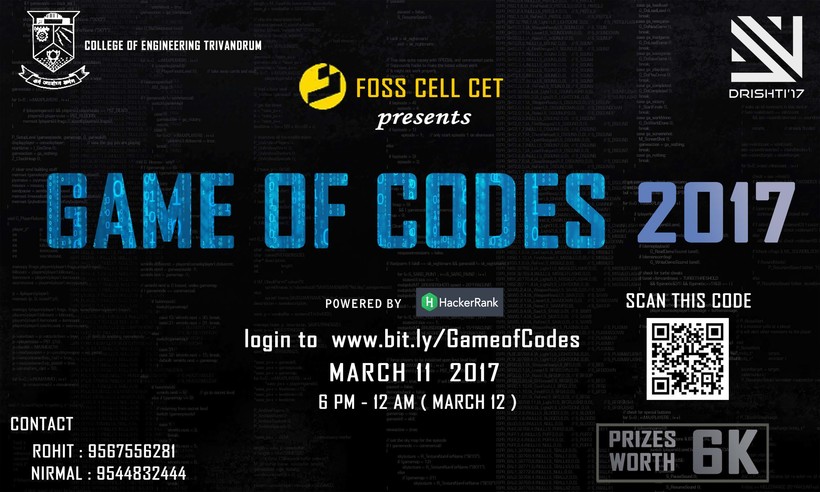 COLLEGE OF ENGINEERING TRIVANDRUM
DRISHTI'17
FOSS CELL CET
presents
GAME OF CODES 2017
POWERED BY HackerRank
SCAN THIS CODE
login to www.bit.ly/GameofCodes
MARCH 11 2017
6 PM - 12 AM ( MARCH 12 )
CONTACT
ROHIT : 9567556281
NIRMAL : 9544832444
PRIZES
WORTH 6K